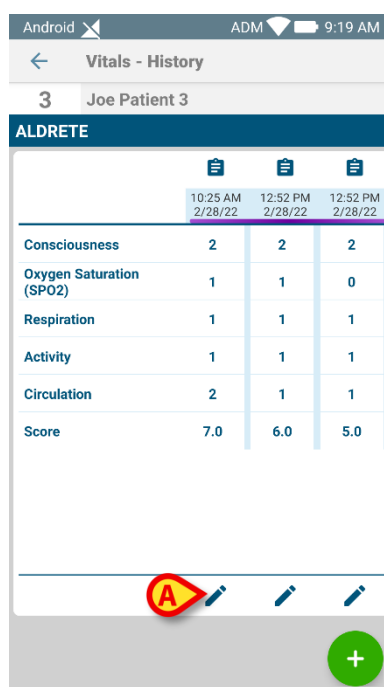 Android ADM 9:19 AM
Vitals - History
3 Joe Patient 3
ALDRETE
10:25 AM 12:52 PM 12:52 PM
2/28/22 2/28/22 2/28/22
Consciousness 2 2 2
Oxygen Saturation
(SPO2) 1 1 0
Respiration 1 1 1
Activity 1 1 1
Circulation 2 1 1
Score 7.0 6.0 5.0
A
+